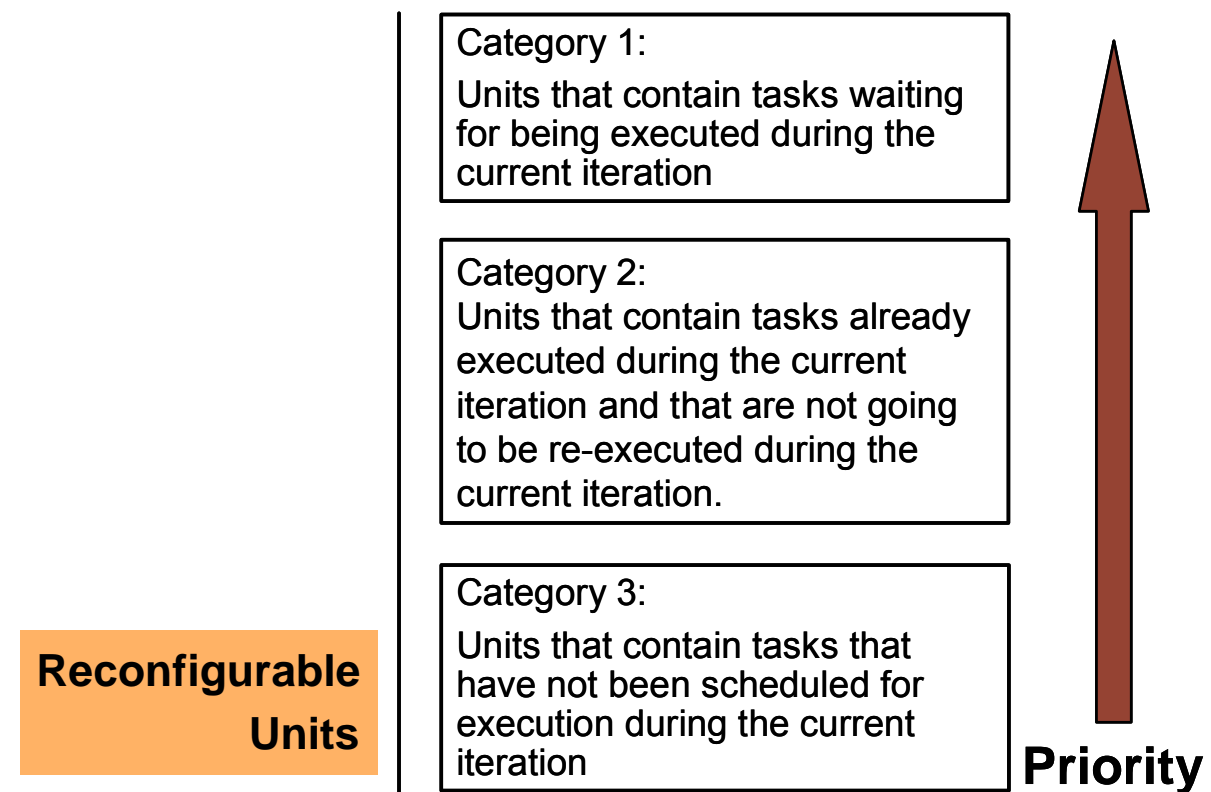 Category 1:
Units that contain tasks waiting
for being executed during the
current iteration
Category 2:
Units that contain tasks already
executed during the current
iteration and that are not going
to be re-executed during the
current iteration.
Category 3:
Units that contain tasks that
have not been scheduled for
execution during the current
iteration
Reconfigurable
Units
Priority